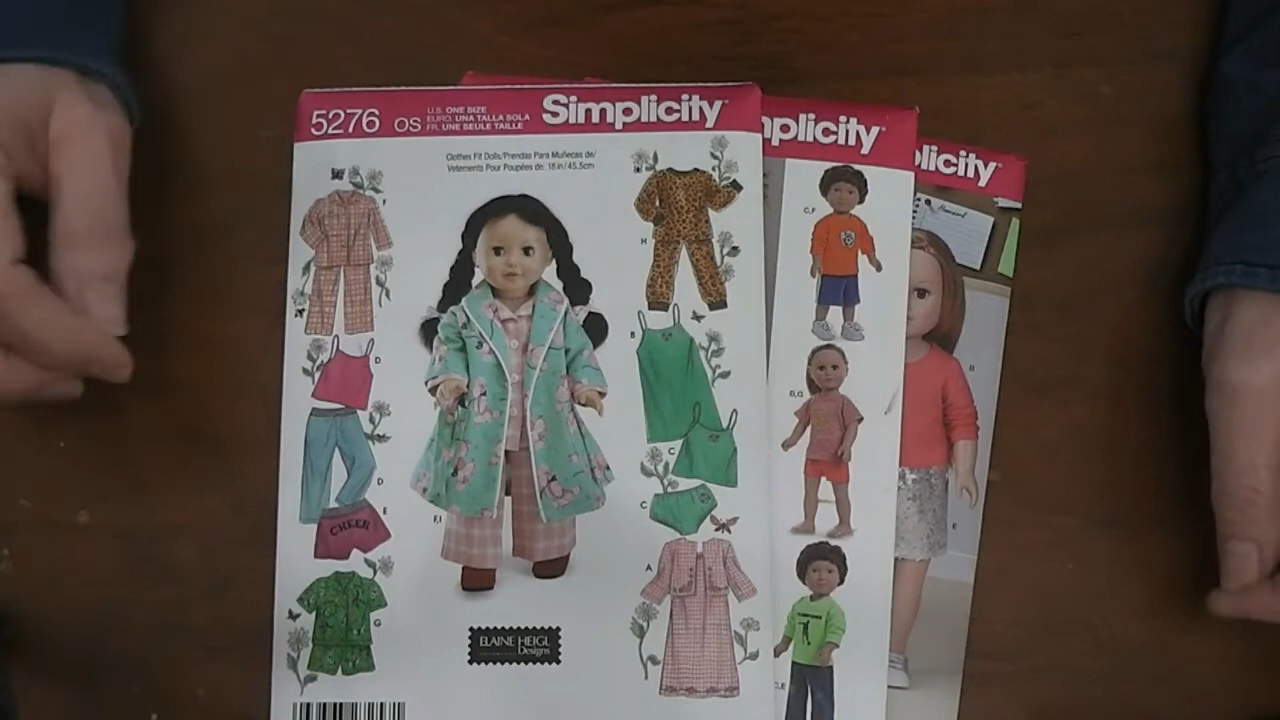 5276 OS
U.S. ONE SIZE
EURO. UNA TALLA SOLA
FR. UNE SEULE TAILLE
Simplicity
Clothes Fit Dolls/Prendas Para Muñecas de/
Vetements Pour Poupées de: 18 in/45.5cm
F
D
D
E
CHEER
G
F,I
H
B
C
C
A
ELAINE HEIGL
Designs
mplicity
C,F
plicity
E